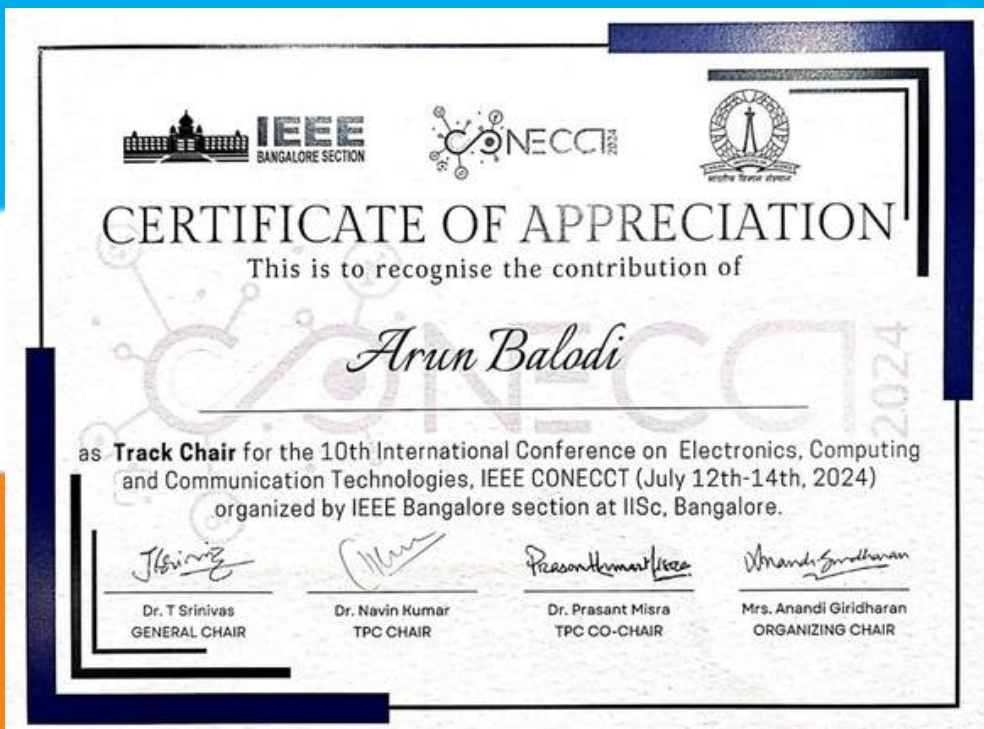 IEEE
BANGALORE SECTION
CONECCT 2024
भारतीय विज्ञान संस्थान
CERTIFICATE OF APPRECIATION
This is to recognise the contribution of
Arun Balodi
CONECCT 2024
as Track Chair for the 10th International Conference on Electronics, Computing
and Communication Technologies, IEEE CONECCT (July 12th-14th, 2024)
organized by IEEE Bangalore section at IISc, Bangalore.
Dr. T Srinivas
GENERAL CHAIR
Dr. Navin Kumar
TPC CHAIR
Dr. Prasant Misra
TPC CO-CHAIR
Mrs. Anandi Giridharan
ORGANIZING CHAIR